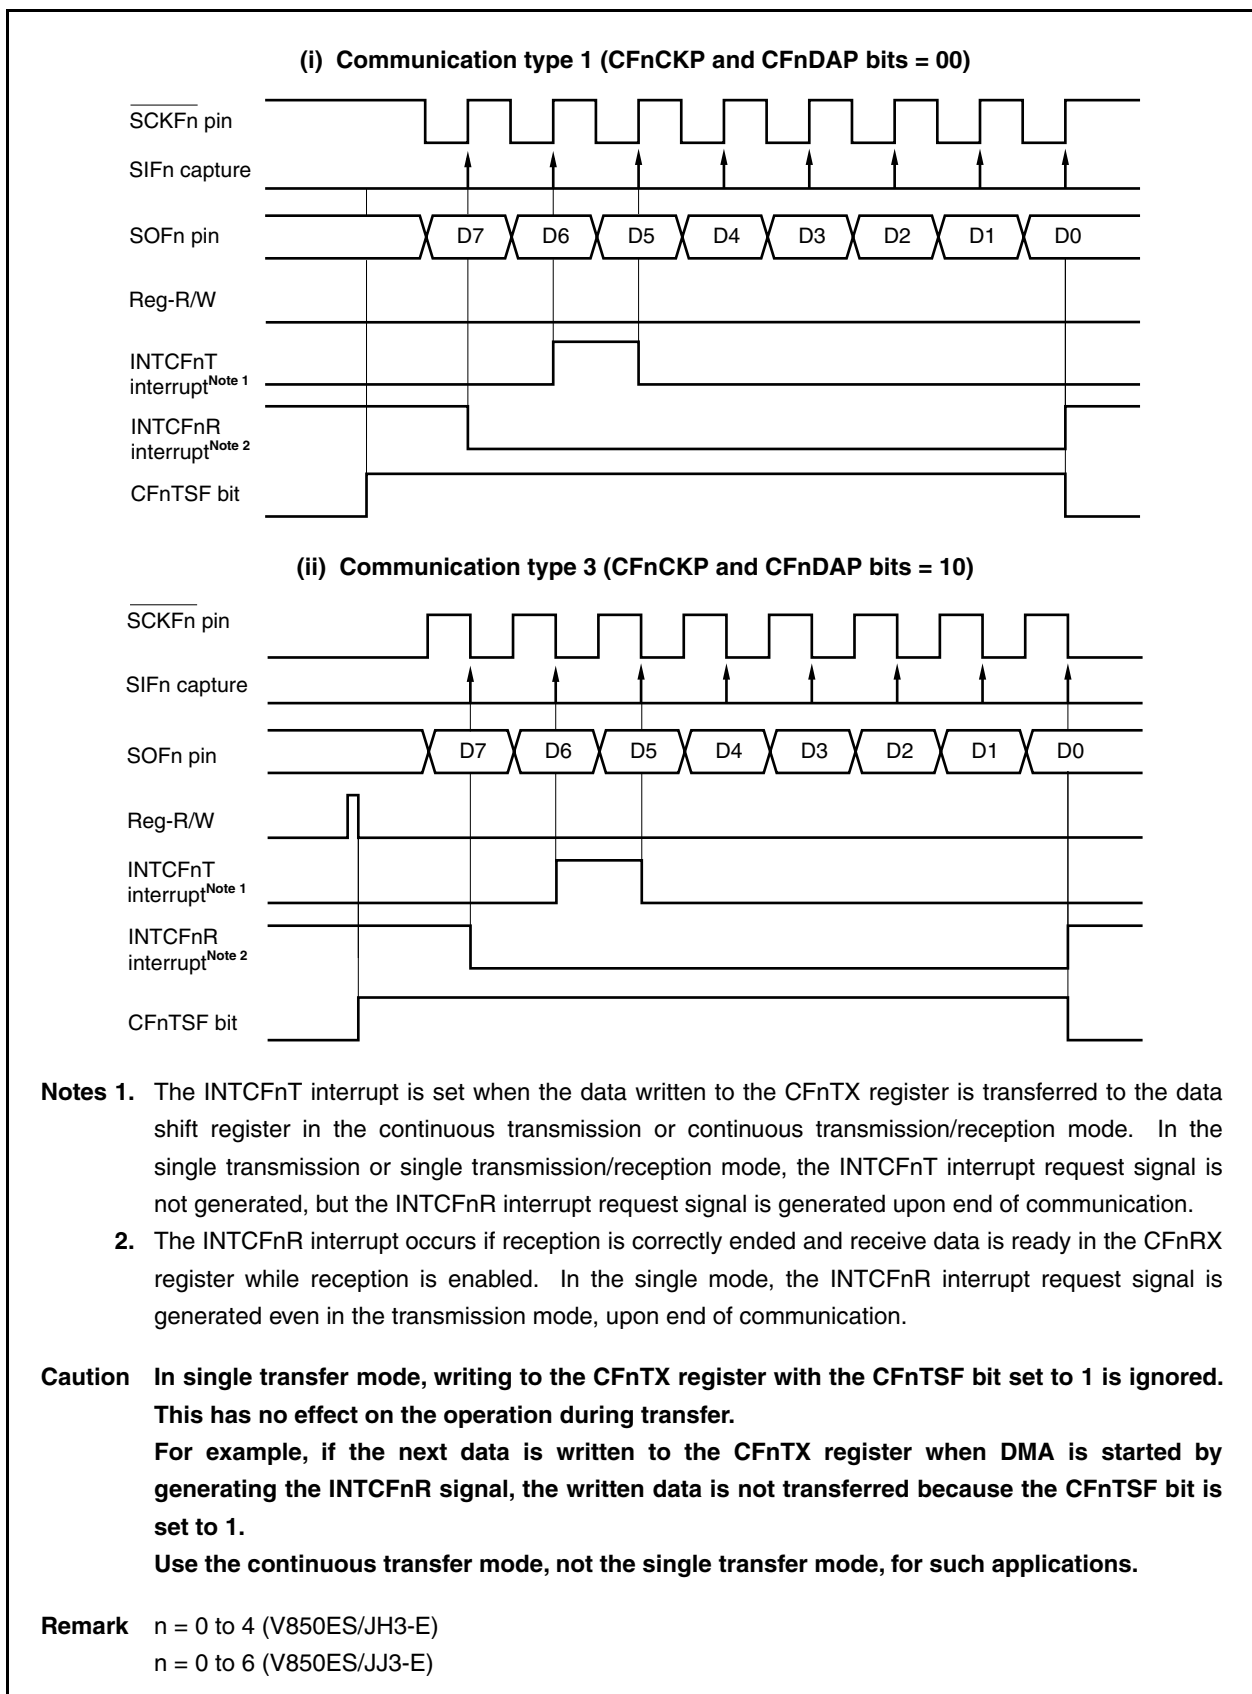 (i) Communication type 1 (CFnCKP and CFnDAP bits = 00)
SCKFn pin
SIFn capture
SOFn pin D7 D6 D5 D4 D3 D2 D1 D0
Reg-R/W
INTCFnT
interrupt Note 1
INTCFnR
interrupt Note 2
CFnTSF bit
(ii) Communication type 3 (CFnCKP and CFnDAP bits = 10)
SCKFn pin
SIFn capture
SOFn pin D7 D6 D5 D4 D3 D2 D1 D0
Reg-R/W
INTCFnT
interrupt Note 1
INTCFnR
interrupt Note 2
CFnTSF bit
Notes 1. The INTCFnT interrupt is set when the data written to the CFnTX register is transferred to the data
shift register in the continuous transmission or continuous transmission/reception mode. In the
single transmission or single transmission/reception mode, the INTCFnT interrupt request signal is
not generated, but the INTCFnR interrupt request signal is generated upon end of communication.
2. The INTCFnR interrupt occurs if reception is correctly ended and receive data is ready in the CFnRX
register while reception is enabled. In the single mode, the INTCFnR interrupt request signal is
generated even in the transmission mode, upon end of communication.
Caution In single transfer mode, writing to the CFnTX register with the CFnTSF bit set to 1 is ignored.
This has no effect on the operation during transfer.
For example, if the next data is written to the CFnTX register when DMA is started by
generating the INTCFnR signal, the written data is not transferred because the CFnTSF bit is
set to 1.
Use the continuous transfer mode, not the single transfer mode, for such applications.
Remark n = 0 to 4 (V850ES/JH3-E)
n = 0 to 6 (V850ES/JJ3-E)